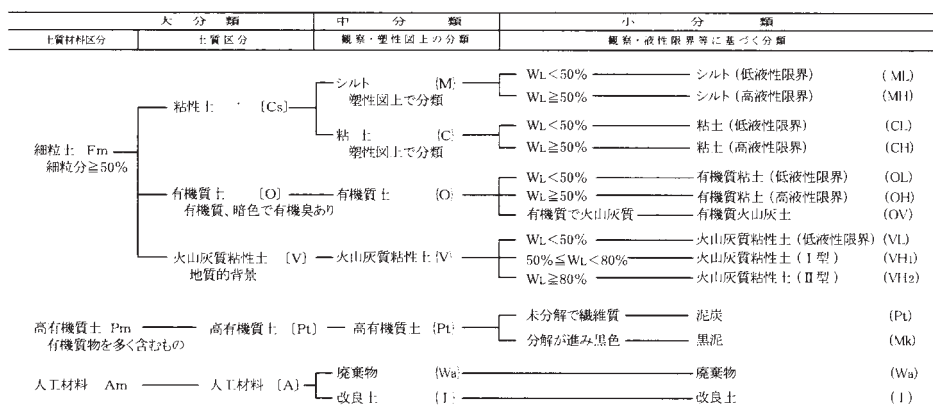 大分類 中分類 小分類
土質材料区分 土質区分 観察・塑性図上の分類 観察・液性限界等に基づく分類
細粒土 Fm
細粒分≧50%
粘性土 〔Cs〕
シルト {M}
塑性図上で分類
WL<50% シルト(低液性限界) (ML)
WL≧50% シルト(高液性限界) (MH)
粘土 {C}
塑性図上で分類
WL<50% 粘土(低液性限界) (CL)
WL≧50% 粘土(高液性限界) (CH)
有機質土 〔O〕
有機質、暗色で有機臭あり
有機質土 {O}
WL<50% 有機質粘土(低液性限界) (OL)
WL≧50% 有機質粘土(高液性限界) (OH)
有機質で火山灰質 有機質火山灰土 (OV)
火山灰質粘性土 〔V〕
地質的背景
火山灰質粘性土 {V}
WL<50% 火山灰質粘性土(低液性限界) (VL)
50%≦WL<80% 火山灰質粘性土(Ⅰ型) (VH1)
WL≧80% 火山灰質粘性土(Ⅱ型) (VH2)
高有機質土 Pm 高有機質土 〔Pt〕 高有機質土 {Pt}
有機質物を多く含むもの
未分解で繊維質 泥炭 (Pt)
分解が進み黒色 黒泥 (Mk)
人工材料 Am 人工材料 〔A〕
廃棄物 {Wa} 廃棄物 (Wa)
改良土 {I} 改良土 (I)